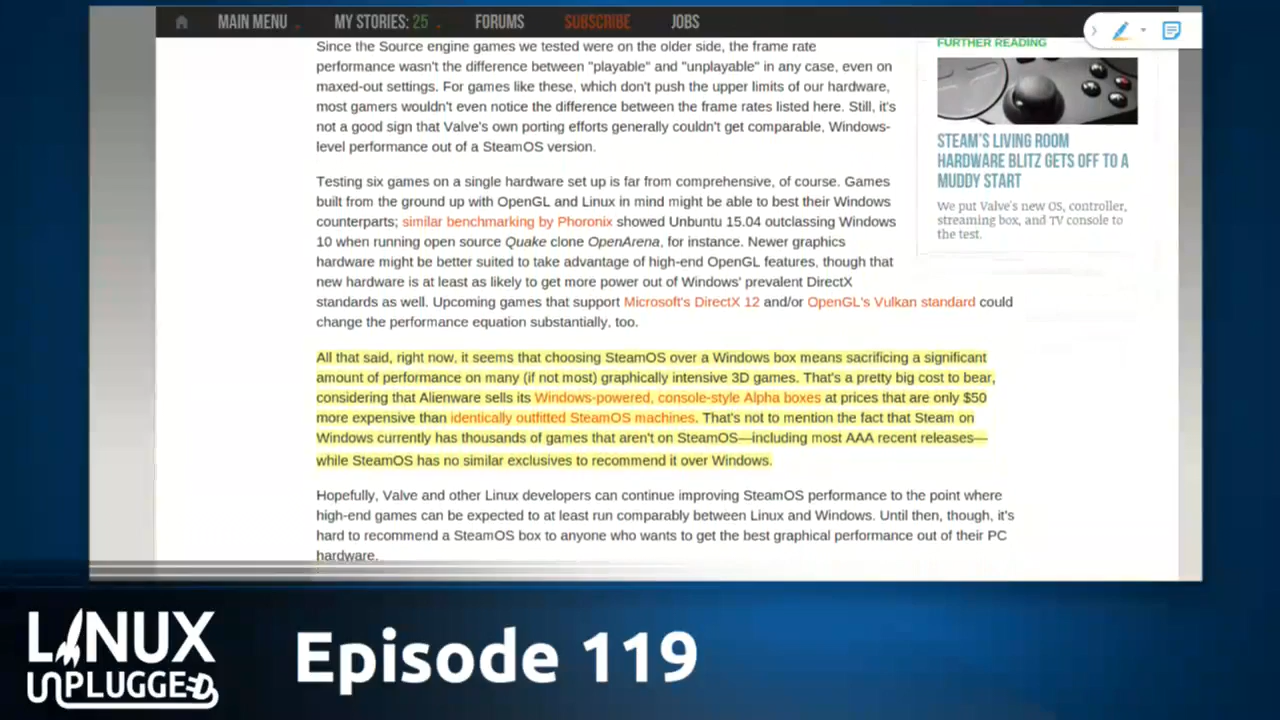 MAIN MENU
MY STORIES: 25
FORUMS
SUBSCRIBE
JOBS
Since the Source engine games we tested were on the older side, the frame rate
performance wasn't the difference between "playable" and "unplayable" in any case, even on
maxed-out settings. For games like these, which don't push the upper limits of our hardware,
most gamers wouldn't even notice the difference between the frame rates listed here. Still, it's
not a good sign that Valve's own porting efforts generally couldn't get comparable, Windows-
level performance out of a SteamOS version.
Testing six games on a single hardware set up is far from comprehensive, of course. Games
built from the ground up with OpenGL and Linux in mind might be able to best their Windows
counterparts; similar benchmarking by Phoronix showed Unbuntu 15.04 outclassing Windows
10 when running open source Quake clone OpenArena, for instance. Newer graphics
hardware might be better suited to take advantage of high-end OpenGL features, though that
new hardware is at least as likely to get more power out of Windows' prevalent DirectX
standards as well. Upcoming games that support Microsoft's DirectX 12 and/or OpenGL's Vulkan standard could
change the performance equation substantially, too.
All that said, right now, it seems that choosing SteamOS over a Windows box means sacrificing a significant
amount of performance on many (if not most) graphically intensive 3D games. That's a pretty big cost to bear,
considering that Alienware sells its Windows-powered, console-style Alpha boxes at prices that are only $50
more expensive than identically outfitted SteamOS machines. That's not to mention the fact that Steam on
Windows currently has thousands of games that aren't on SteamOS—including most AAA recent releases—
while SteamOS has no similar exclusives to recommend it over Windows.
Hopefully, Valve and other Linux developers can continue improving SteamOS performance to the point where
high-end games can be expected to at least run comparably between Linux and Windows. Until then, though, it's
hard to recommend a SteamOS box to anyone who wants to get the best graphical performance out of their PC
hardware.
FURTHER READING
STEAM'S LIVING ROOM
HARDWARE BLITZ GETS OFF TO A
MUDDY START
We put Valve's new OS, controller,
streaming box, and TV console to
the test.
LINUX
UNPLUGGED
Episode 119